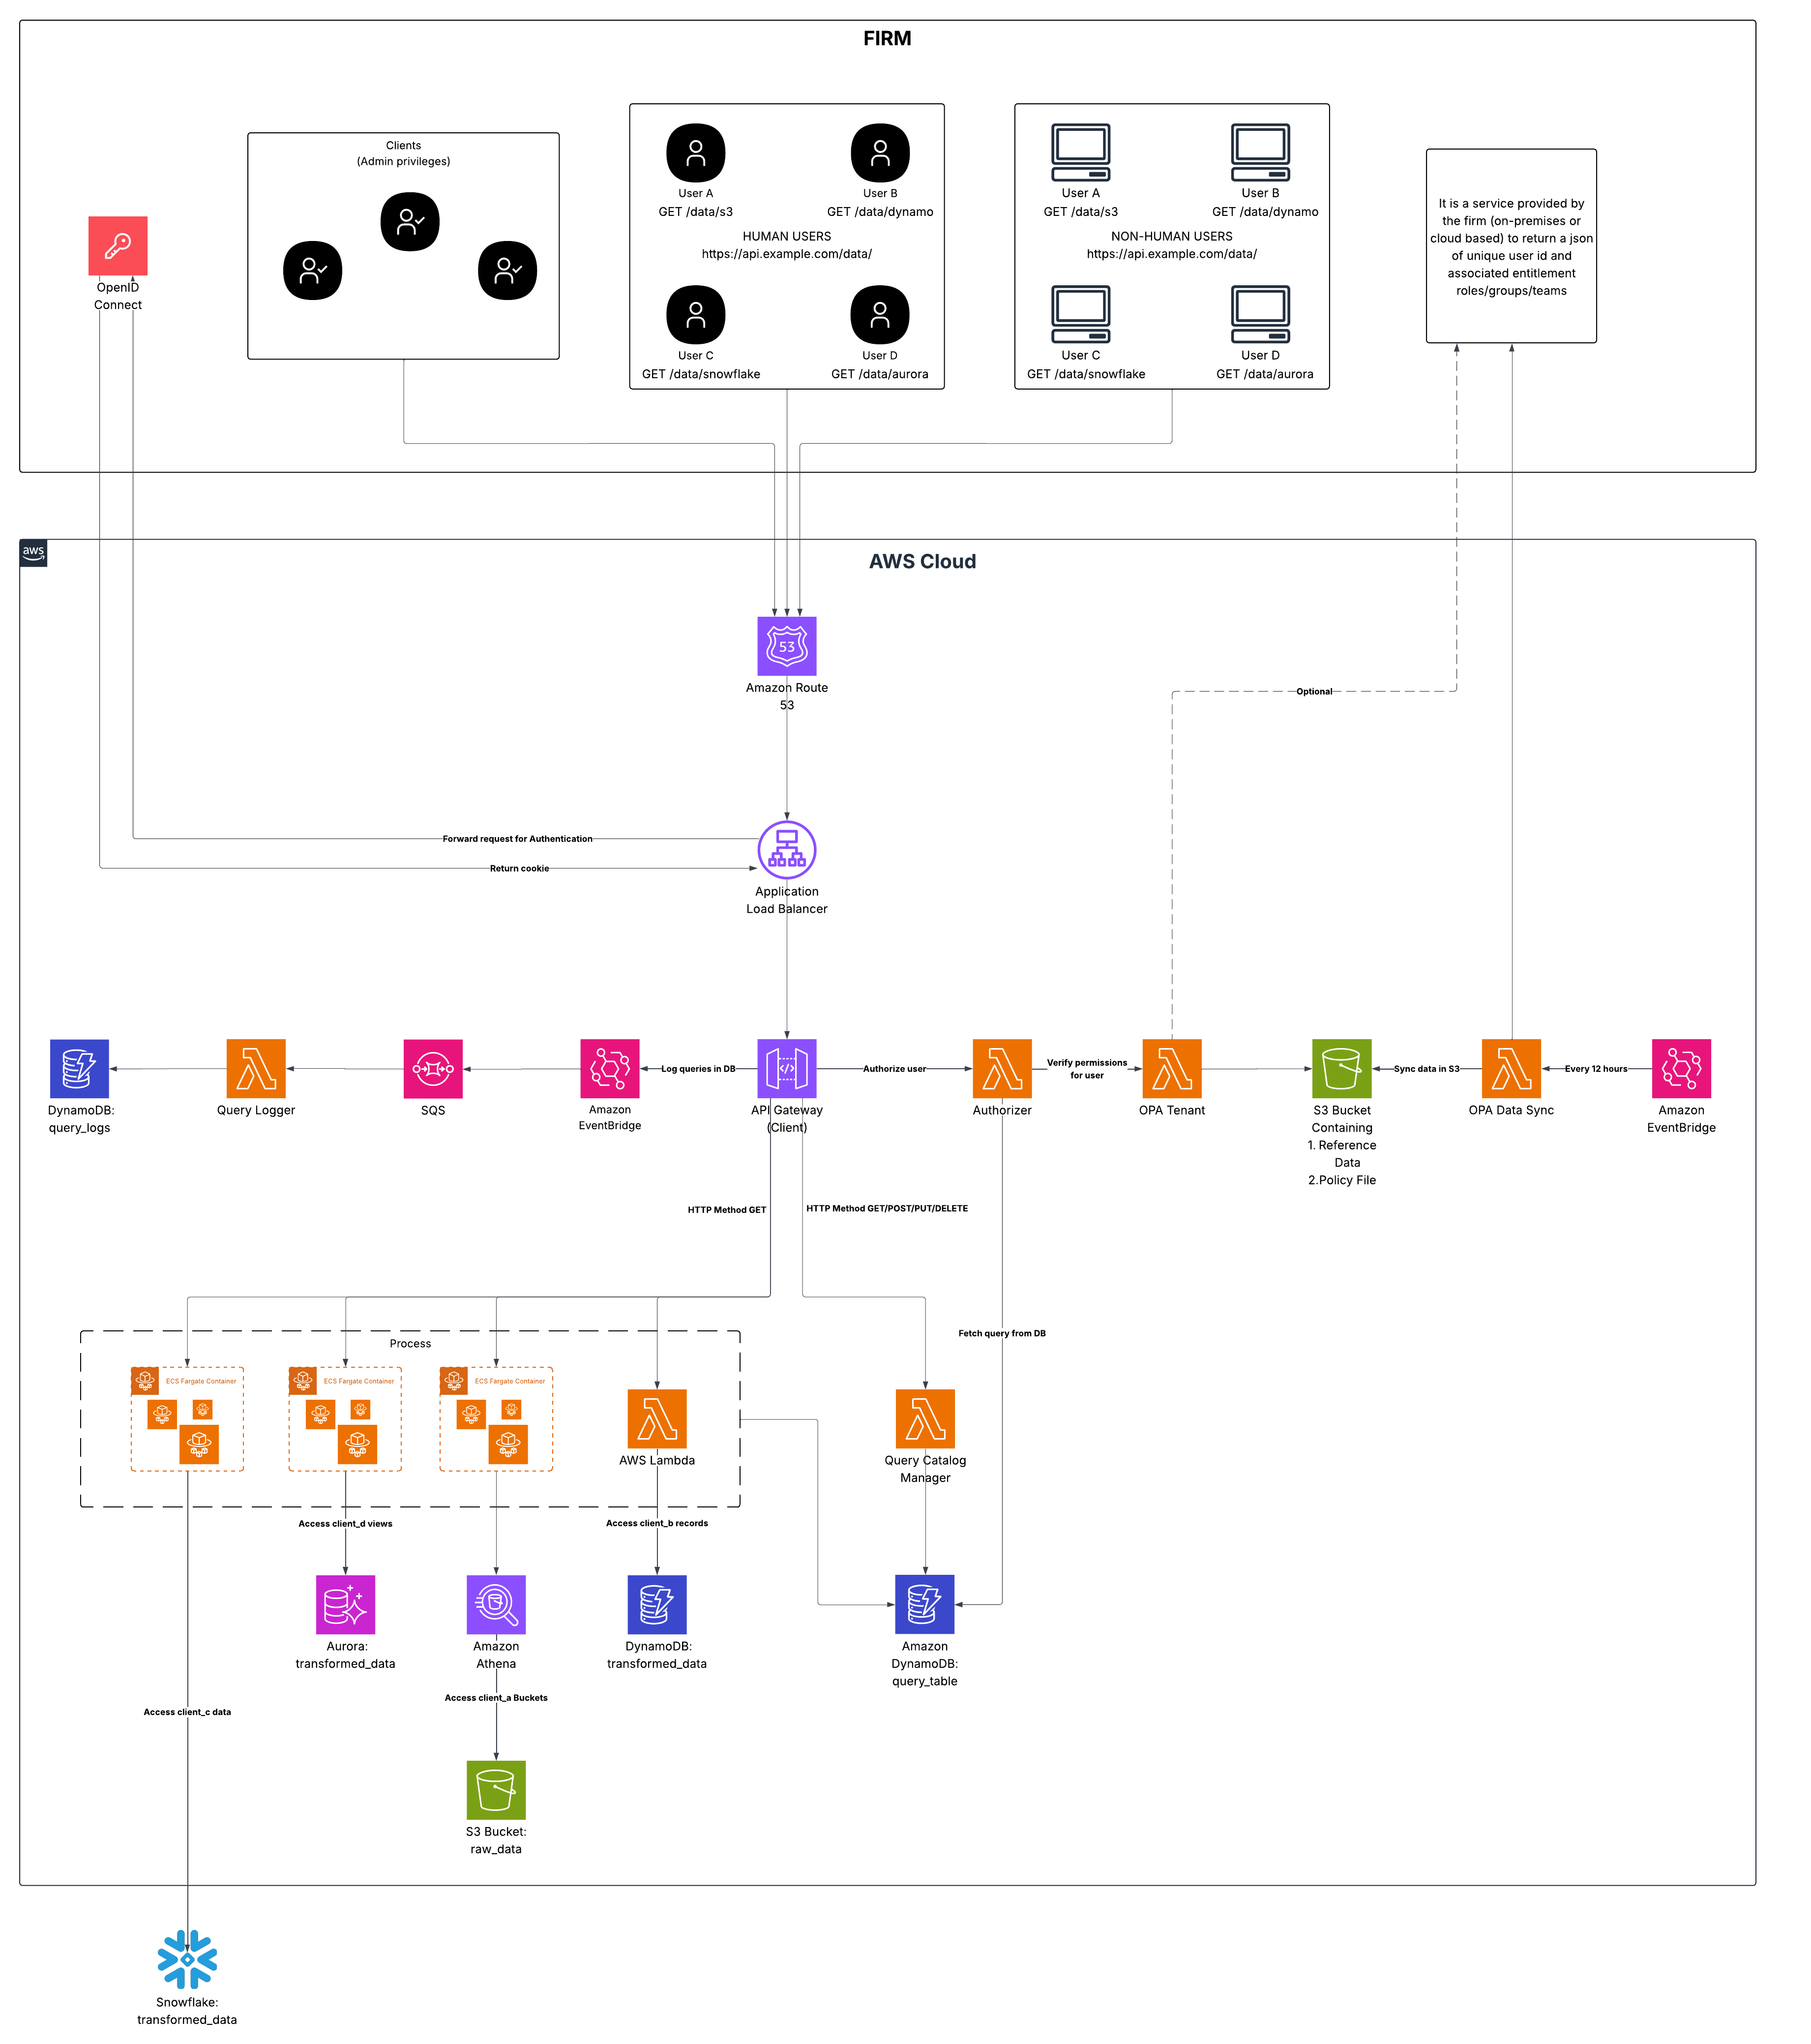 FIRM
Clients
(Admin privileges)
User A
GET /data/s3
User B
GET /data/dynamo
HUMAN USERS
https://api.example.com/data/
User C
GET /data/snowflake
User D
GET /data/aurora
User A
GET /data/s3
User B
GET /data/dynamo
NON-HUMAN USERS
https://api.example.com/data/
User C
GET /data/snowflake
User D
GET /data/aurora
It is a service provided by
the firm (on-premises or
cloud based) to return a json
of unique user id and
associated entitlement
roles/groups/teams
OpenID
Connect
aws
AWS Cloud
53
Amazon Route
53
Optional
Forward request for Authentication
Return cookie
Application
Load Balancer
DynamoDB:
query_logs
Query Logger
SQS
Amazon
EventBridge
Log queries in DB
API Gateway
(Client)
Authorize user
Authorizer
Verify permissions
for user
OPA Tenant
S3 Bucket
Containing
1. Reference
Data
2.Policy File
Sync data in S3
OPA Data Sync
Every 12 hours
Amazon
EventBridge
HTTP Method GET
HTTP Method GET/POST/PUT/DELETE
Fetch query from DB
Process
ECS Fargate Container
ECS Fargate Container
ECS Fargate Container
AWS Lambda
Query Catalog
Manager
Access client_d views
Access client_b records
Aurora:
transformed_data
Amazon
Athena
DynamoDB:
transformed_data
Amazon
DynamoDB:
query_table
Access client_c data
Access client_a Buckets
S3 Bucket:
raw_data
Snowflake:
transformed_data